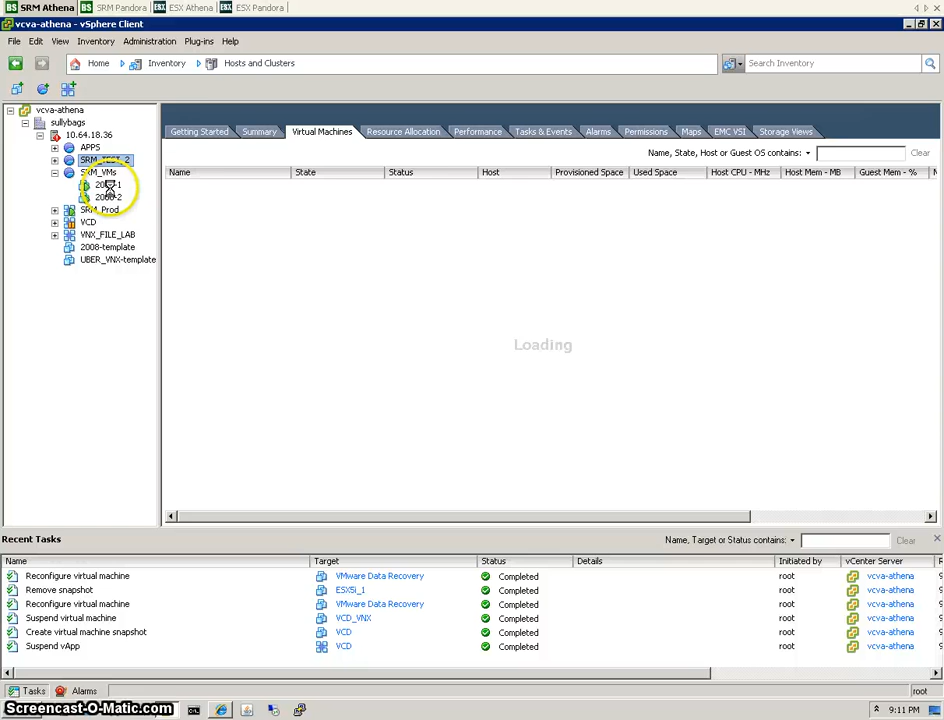 SRM Athena SRM Pandora ESX Athena ESX Pandora
vcva-athena - vSphere Client
File Edit View Inventory Administration Plug-ins Help
Home Inventory Hosts and Clusters Search Inventory
vcva-athena
sullybags
10.64.18.36
APPS
SRM_TEST_2
SRM_VMs
SRM_Prod
VCD
VNX_FILE_LAB
2008-template
UBER_VNX-template
Getting Started Summary Virtual Machines Resource Allocation Performance Tasks & Events Alarms Permissions Maps EMC VSI Storage Views
Name, State, Host or Guest OS contains: Clear
Name State Status Host Provisioned Space Used Space Host CPU - MHz Host Mem - MB Guest Mem - % N
Loading
Recent Tasks
Name, Target or Status contains: Clear
Name Target Status Details Initiated by vCenter Server R
Reconfigure virtual machine VMware Data Recovery Completed root vcva-athena 9
Remove snapshot ESX5i_1 Completed root vcva-athena 9
Reconfigure virtual machine VMware Data Recovery Completed root vcva-athena 9
Suspend virtual machine VCD_VNX Completed root vcva-athena 9
Create virtual machine snapshot VCD Completed root vcva-athena 9
Suspend vApp VCD Completed root vcva-athena 9
Tasks Alarms root
Screencast-O-Matic.com 9:11 PM